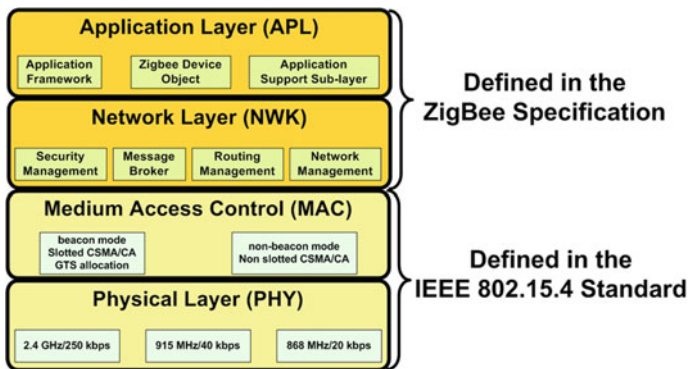 Application Layer (APL)
Application
Framework
Zigbee Device
Object
Application
Support Sub-layer
Defined in the
ZigBee Specification
Network Layer (NWK)
Security
Management
Message
Broker
Routing
Management
Network
Management
Medium Access Control (MAC)
beacon mode
Slotted CSMA/CA
GTS allocation
non-beacon mode
Non slotted CSMA/CA
Defined in the
IEEE 802.15.4 Standard
Physical Layer (PHY)
2.4 GHz/250 kbps
915 MHz/40 kbps
868 MHz/20 kbps